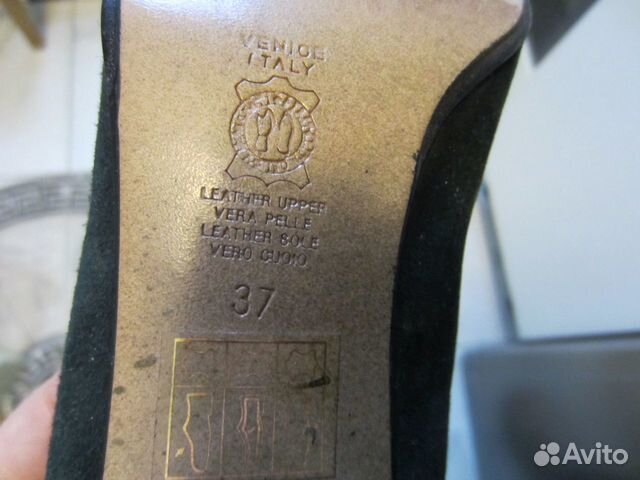 VENICE
ITALY
LEATHER UPPER
VERA PELLE
LEATHER SOLE
VERO CUOIO
37
Avito